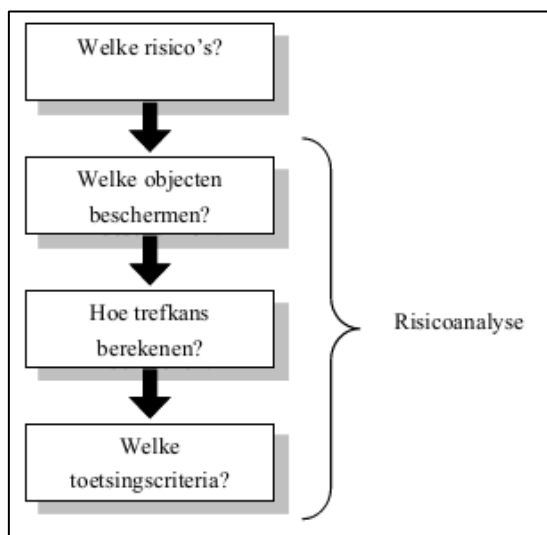 Welke risico’s?
Welke objecten
beschermen?
Hoe trefkans
berekenen?
Risicoanalyse
Welke
toetsingscriteria?